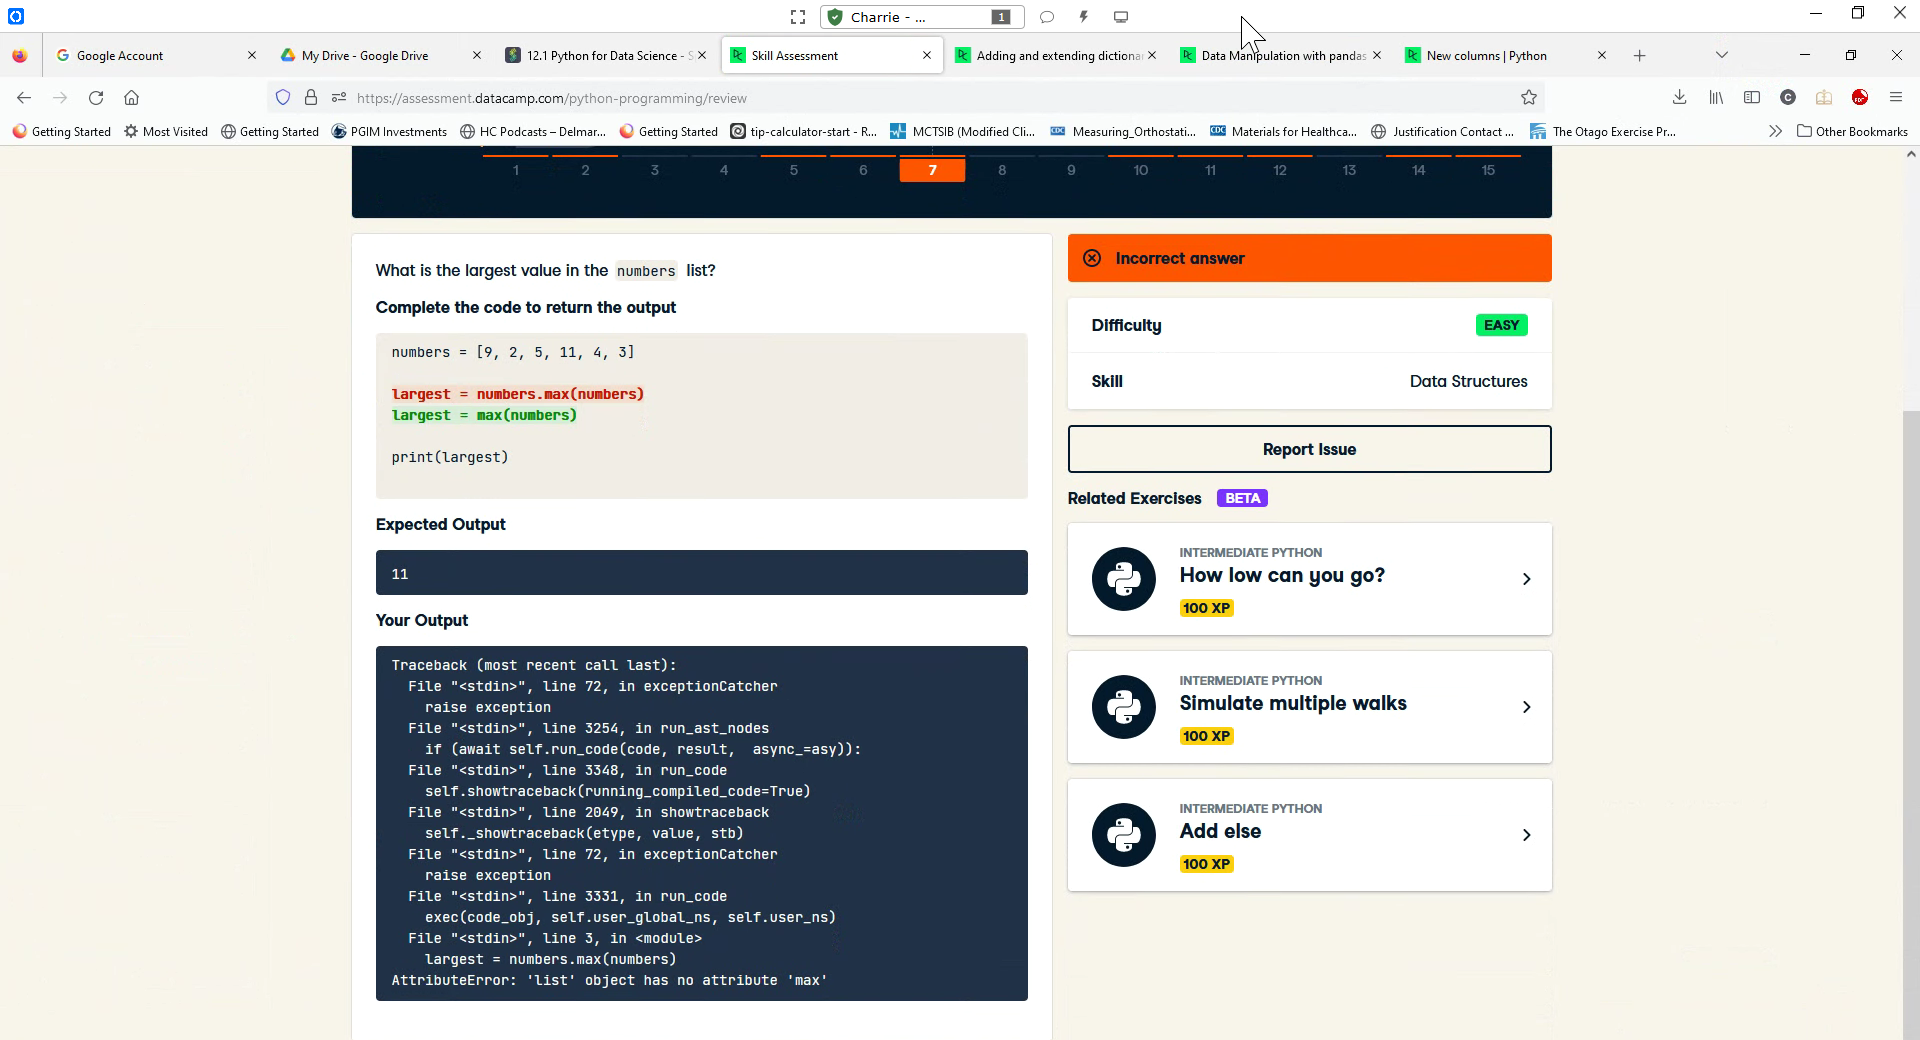 Charrie - ...
1
Google Account
My Drive - Google Drive
12.1 Python for Data Science - S
Skill Assessment
Adding and extending dictionar
Data Manipulation with pandas
New columns | Python
https://assessment.datacamp.com/python-programming/review
C
Getting Started
Most Visited
Getting Started
PGIM Investments
HC Podcasts – Delmar...
Getting Started
tip-calculator-start - R...
MCTSIB (Modified Cli...
CDC
Measuring_Orthostati...
CDC
Materials for Healthca...
Justification Contact ...
The Otago Exercise Pr...
Other Bookmarks
1 2 3 4 5 6 7 8 9 10 11 12 13 14 15
What is the largest value in the numbers list?
Complete the code to return the output
numbers = [9, 2, 5, 11, 4, 3]
largest = numbers.max(numbers)
largest = max(numbers)
print(largest)
Expected Output
11
Your Output
Traceback (most recent call last):
File "<stdin>", line 72, in exceptionCatcher
raise exception
File "<stdin>", line 3254, in run_ast_nodes
if (await self.run_code(code, result,  async_=asy)):
File "<stdin>", line 3348, in run_code
self.showtraceback(running_compiled_code=True)
File "<stdin>", line 2049, in showtraceback
self._showtraceback(etype, value, stb)
File "<stdin>", line 72, in exceptionCatcher
raise exception
File "<stdin>", line 3331, in run_code
exec(code_obj, self.user_global_ns, self.user_ns)
File "<stdin>", line 3, in <module>
largest = numbers.max(numbers)
AttributeError: 'list' object has no attribute 'max'
Incorrect answer
Difficulty
EASY
Skill
Data Structures
Report Issue
Related Exercises BETA
INTERMEDIATE PYTHON
How low can you go?
100 XP
INTERMEDIATE PYTHON
Simulate multiple walks
100 XP
INTERMEDIATE PYTHON
Add else
100 XP